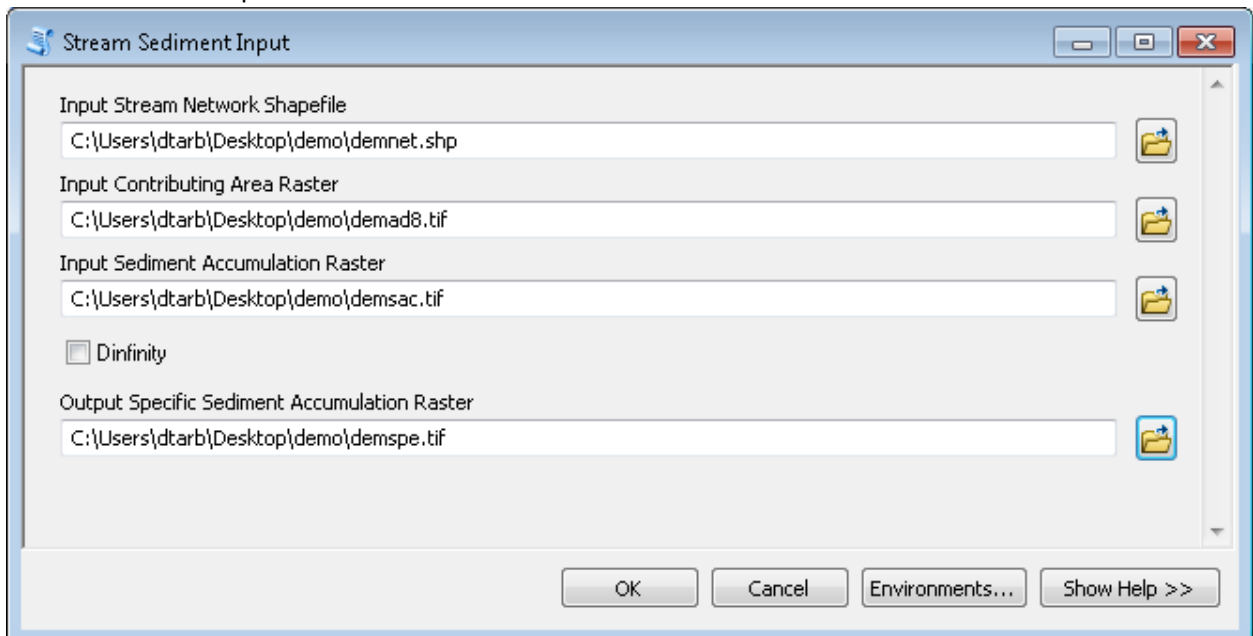 Stream Sediment Input
Input Stream Network Shapefile
C:\Users\dtarb\Desktop\demo\demnet.shp
Input Contributing Area Raster
C:\Users\dtarb\Desktop\demo\demad8.tif
Input Sediment Accumulation Raster
C:\Users\dtarb\Desktop\demo\demsac.tif
Dinfinity
Output Specific Sediment Accumulation Raster
C:\Users\dtarb\Desktop\demo\demspe.tif
OK Cancel Environments... Show Help >>